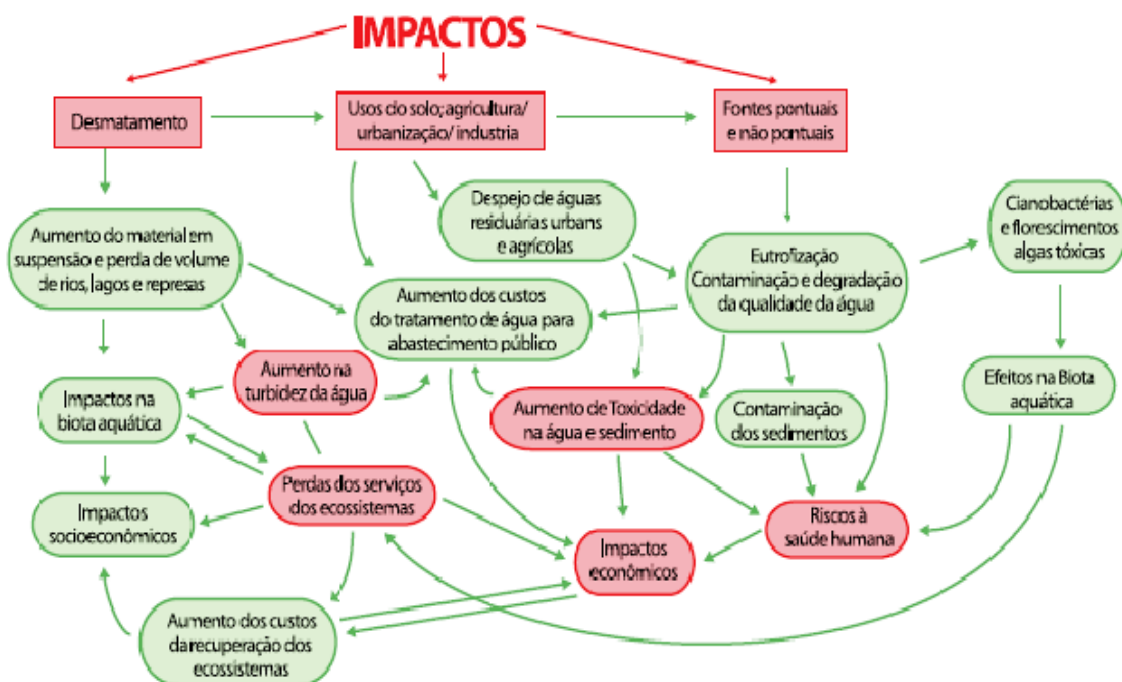 IMPACTOS
Desmatamento
Usos do solo; agricultura/
urbanização/ industria
Fontes pontuais
e não pontuais
Despejo de águas
residuárias urbans
e agrícolas
Cianobactérias
e florescimentos
algas tóxicas
Aumento do material em
suspensão e perda de volume
de rios, lagos e represas
Eutrofização
Contaminação e degradação
da qualidade da água
Aumento dos custos
do tratamento de água para
abastecimento público
Aumento na
turbidez da água
Impactos na
biota aquática
Aumento de Toxicidade
na água e sedimento
Contaminação
dos sedimentos
Efeitos na Biota
aquática
Perdas dos serviços
dos ecossistemas
Impactos
socioeconômicos
Riscos à
saúde humana
Impactos
econômicos
Aumento dos custos
da recuperação dos
ecossistemas